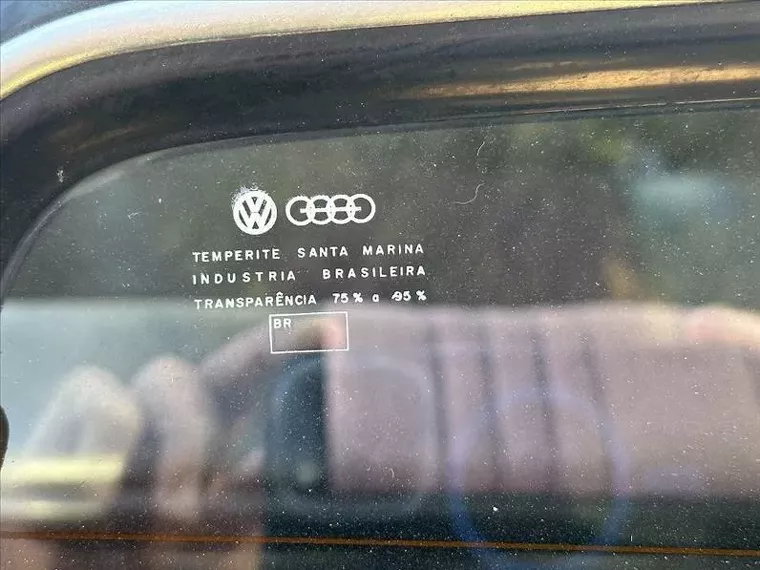 TEMPERITE SANTA MARINA
INDUSTRIA BRASILEIRA
TRANSPARÊNCIA 75% a 95%
BR